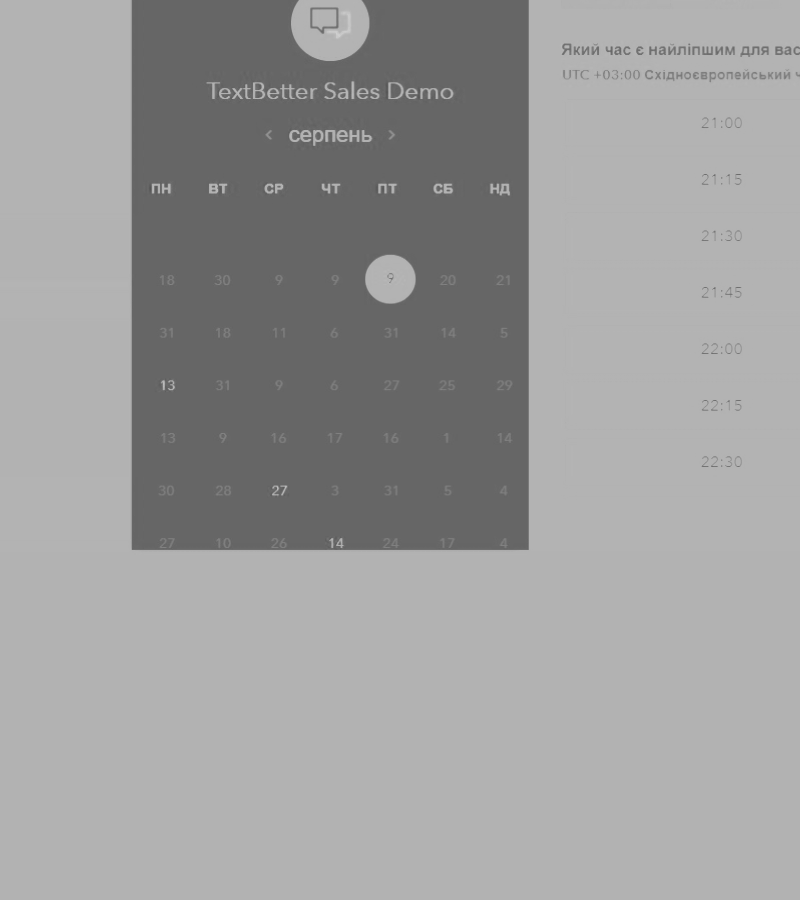 TextBetter Sales Demo
серпень
ПН ВТ СР ЧТ ПТ СБ НД
18 30 9 9 9 20 21
31 18 11 6 31 14 5
13 31 9 6 27 25 29
13 9 16 17 16 1 14
30 28 27 3 31 5 4
27 10 26 14 24 17 4
Який час є найліпшим для вас
UTC +03:00 Східноєвропейський
21:00
21:15
21:30
21:45
22:00
22:15
22:30